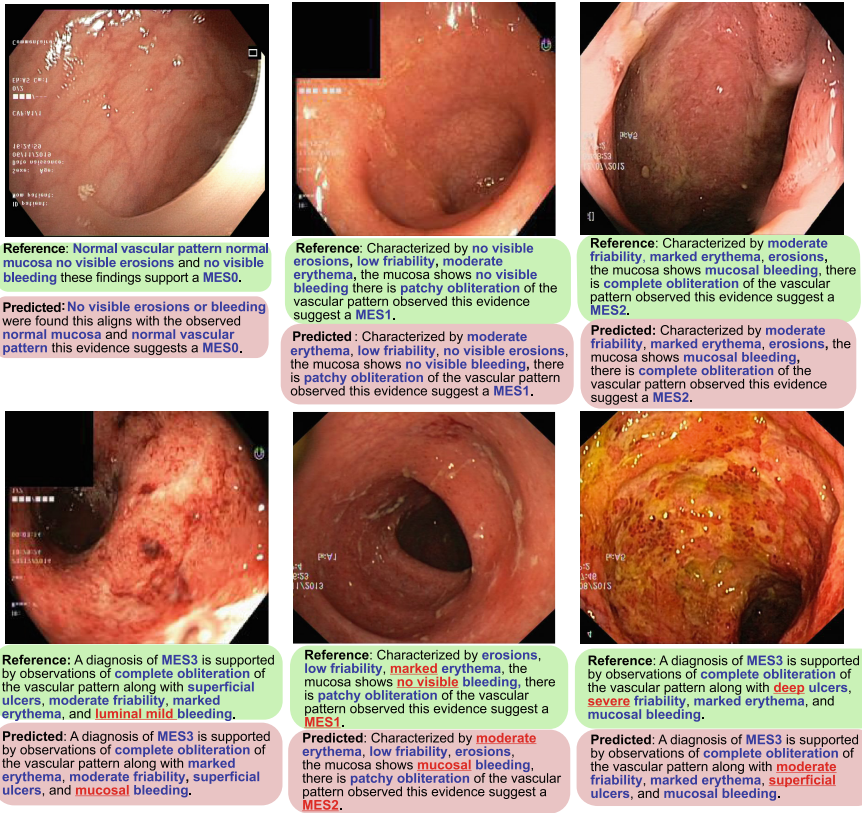 Reference: Normal vascular pattern normal
mucosa no visible erosions and no visible
bleeding these findings support a MES0.
Predicted: No visible erosions or bleeding
were found this aligns with the observed
normal mucosa and normal vascular
pattern this evidence suggests a MES0.
Reference: Characterized by no visible
erosions, low friability, moderate
erythema, the mucosa shows no visible
bleeding there is patchy obliteration of the
vascular pattern observed this evidence
suggest a MES1.
Predicted : Characterized by moderate
erythema, low friability, no visible erosions,
the mucosa shows no visible bleeding, there
is patchy obliteration of the vascular pattern
observed this evidence suggest a MES1.
Reference: Characterized by moderate
friability, marked erythema, erosions,
the mucosa shows mucosal bleeding, there
is complete obliteration of the vascular
pattern observed this evidence suggest a
MES2.
Predicted: Characterized by moderate
friability, marked erythema, erosions, the
mucosa shows mucosal bleeding,
there is complete obliteration of the
vascular pattern observed this evidence
suggest a MES2.
Reference: A diagnosis of MES3 is supported
by observations of complete obliteration of
the vascular pattern along with superficial
ulcers, moderate friability, marked
erythema, and luminal mild bleeding.
Predicted: A diagnosis of MES3 is supported
by observations of complete obliteration of
the vascular pattern along with marked
erythema, moderate friability, superficial
ulcers, and mucosal bleeding.
Reference: Characterized by erosions,
low friability, marked erythema, the
mucosa shows no visible bleeding, there
is patchy obliteration of the vascular
pattern observed this evidence suggest a
MES1.
Predicted: Characterized by moderate
erythema, low friability, erosions,
the mucosa shows mucosal bleeding,
there is patchy obliteration of the vascular
pattern observed this evidence suggest a
MES2.
Reference: A diagnosis of MES3 is supported
by observations of complete obliteration of
the vascular pattern along with deep ulcers,
severe friability, marked erythema, and
mucosal bleeding.
Predicted: A diagnosis of MES3 is supported
by observations of complete obliteration of
the vascular pattern along with moderate
friability, marked erythema, superficial
ulcers, and mucosal bleeding.